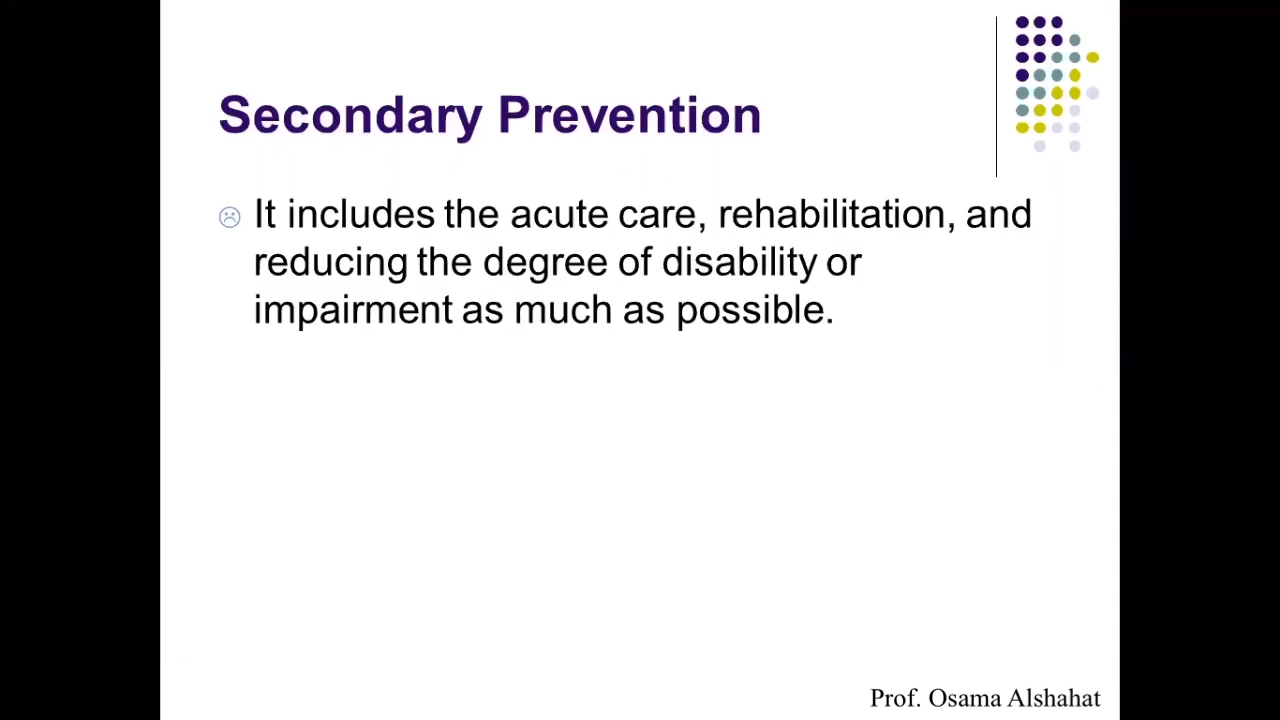 Secondary Prevention
It includes the acute care, rehabilitation, and
reducing the degree of disability or
impairment as much as possible.
Prof. Osama Alshahat